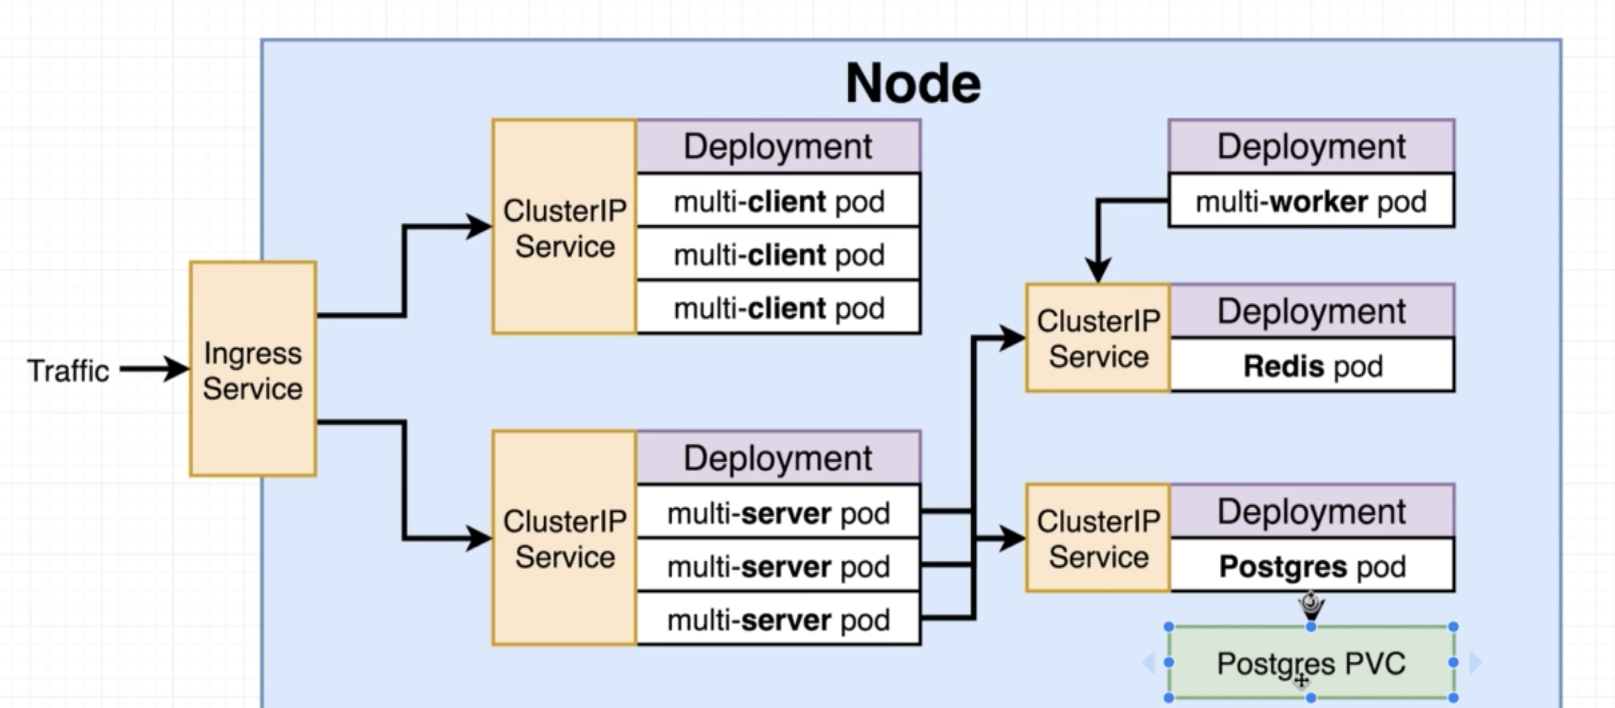 Node
Traffic
Ingress
Service
ClusterIP
Service
Deployment
multi-client pod
multi-client pod
multi-client pod
ClusterIP
Service
Deployment
multi-server pod
multi-server pod
multi-server pod
Deployment
multi-worker pod
ClusterIP
Service
Deployment
Redis pod
ClusterIP
Service
Deployment
Postgres pod
Postgres PVC